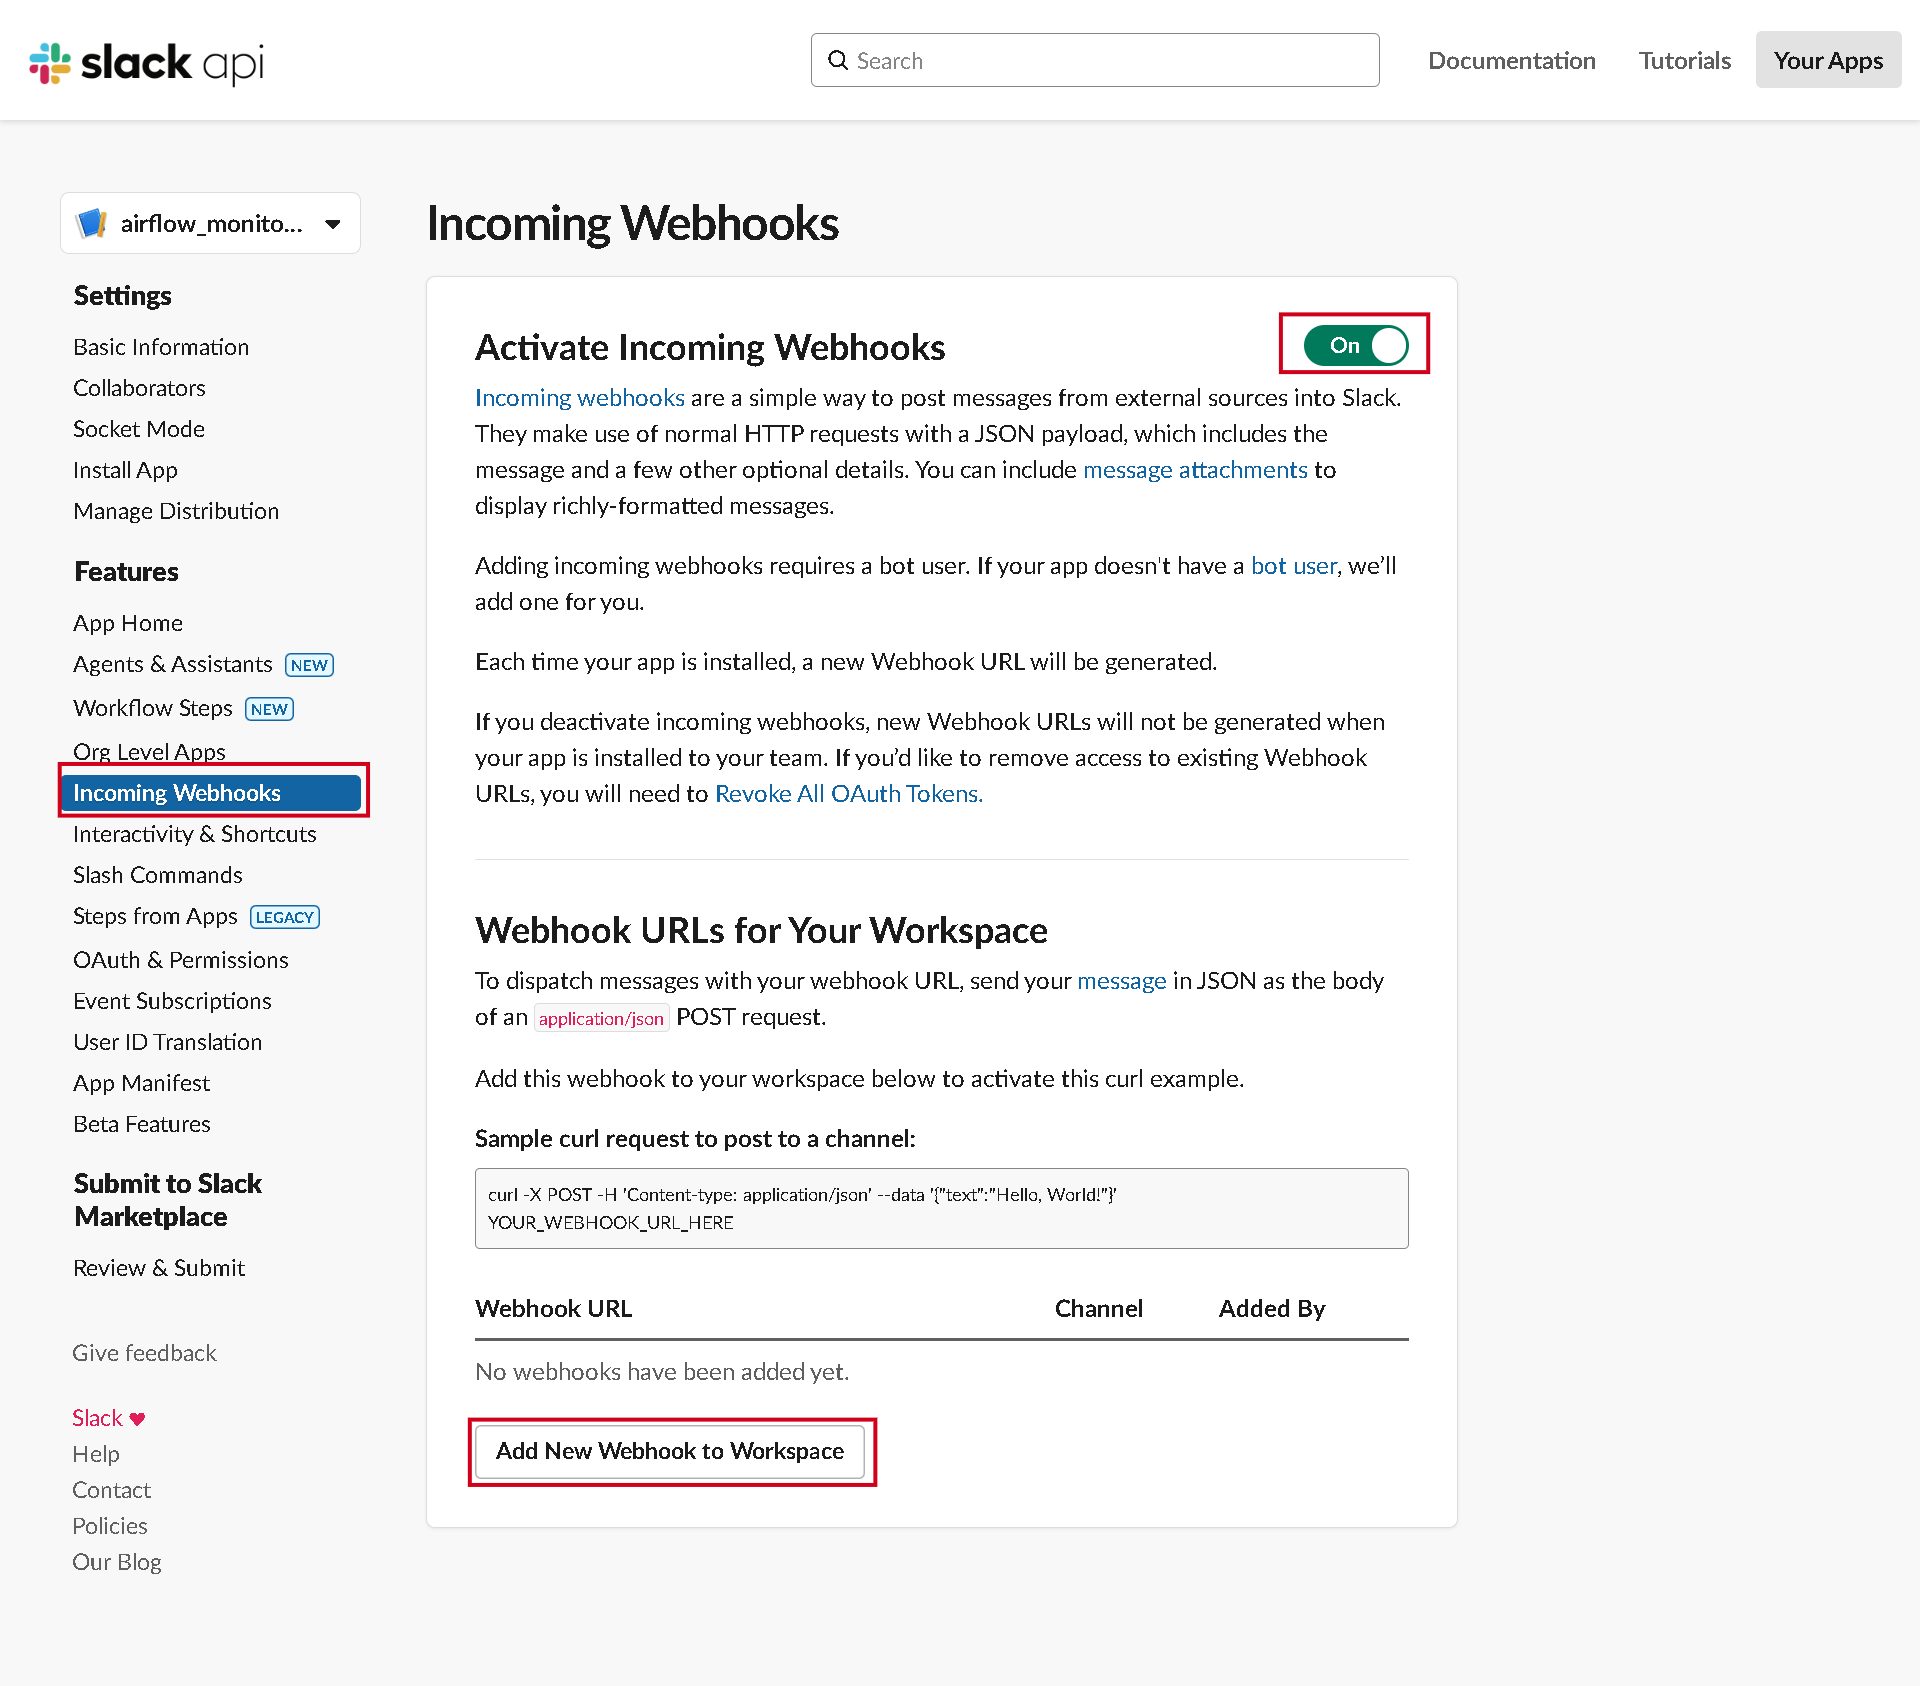 slack api
Search
Documentation
Tutorials
Your Apps
airflow_monito...
Settings
Basic Information
Collaborators
Socket Mode
Install App
Manage Distribution
Features
App Home
Agents & Assistants NEW
Workflow Steps NEW
Org Level Apps
Incoming Webhooks
Interactivity & Shortcuts
Slash Commands
Steps from Apps LEGACY
OAuth & Permissions
Event Subscriptions
User ID Translation
App Manifest
Beta Features
Submit to Slack
Marketplace
Review & Submit
Give feedback
Slack ♥
Help
Contact
Policies
Our Blog
Incoming Webhooks
Activate Incoming Webhooks
On
Incoming webhooks are a simple way to post messages from external sources into Slack.
They make use of normal HTTP requests with a JSON payload, which includes the
message and a few other optional details. You can include message attachments to
display richly-formatted messages.
Adding incoming webhooks requires a bot user. If your app doesn't have a bot user, we’ll
add one for you.
Each time your app is installed, a new Webhook URL will be generated.
If you deactivate incoming webhooks, new Webhook URLs will not be generated when
your app is installed to your team. If you’d like to remove access to existing Webhook
URLs, you will need to Revoke All OAuth Tokens.
Webhook URLs for Your Workspace
To dispatch messages with your webhook URL, send your message in JSON as the body
of an application/json POST request.
Add this webhook to your workspace below to activate this curl example.
Sample curl request to post to a channel:
curl -X POST -H 'Content-type: application/json' --data '{"text":"Hello, World!"}'
YOUR_WEBHOOK_URL_HERE
Webhook URL
Channel
Added By
No webhooks have been added yet.
Add New Webhook to Workspace